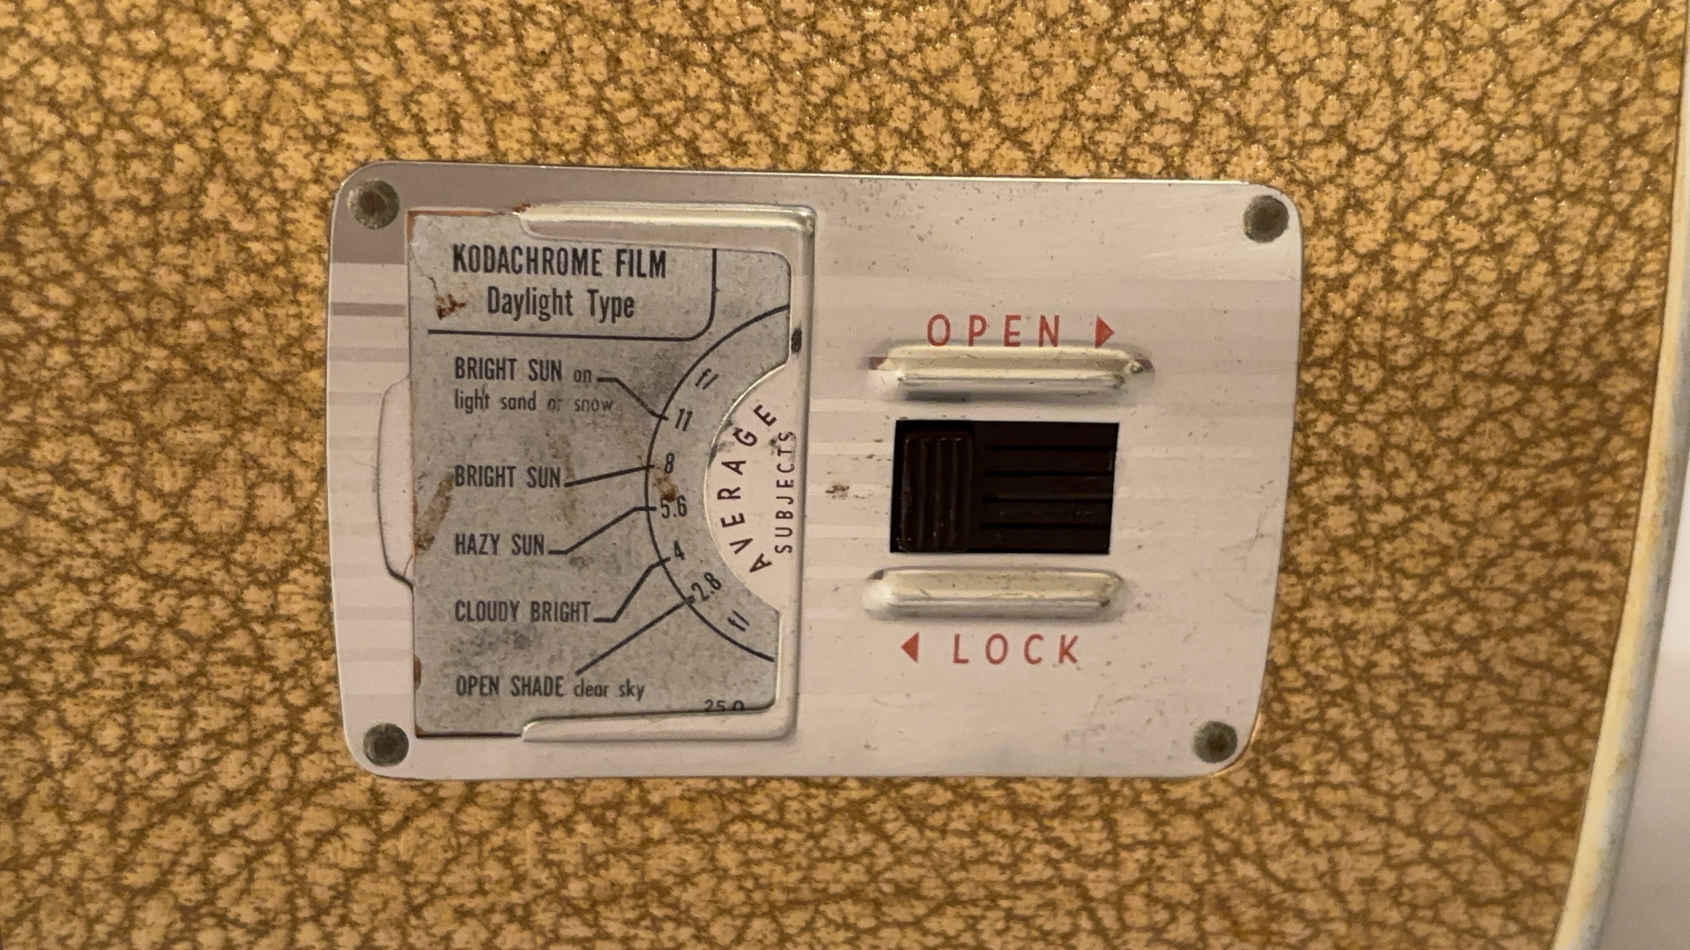 KODACHROME FILM
Daylight Type
BRIGHT SUN on
light sand or snow
BRIGHT SUN
HAZY SUN
CLOUDY BRIGHT
OPEN SHADE clear sky
f/
11
8
5.6
4
2.8
f/
AVERAGE
SUBJECTS
OPEN
LOCK